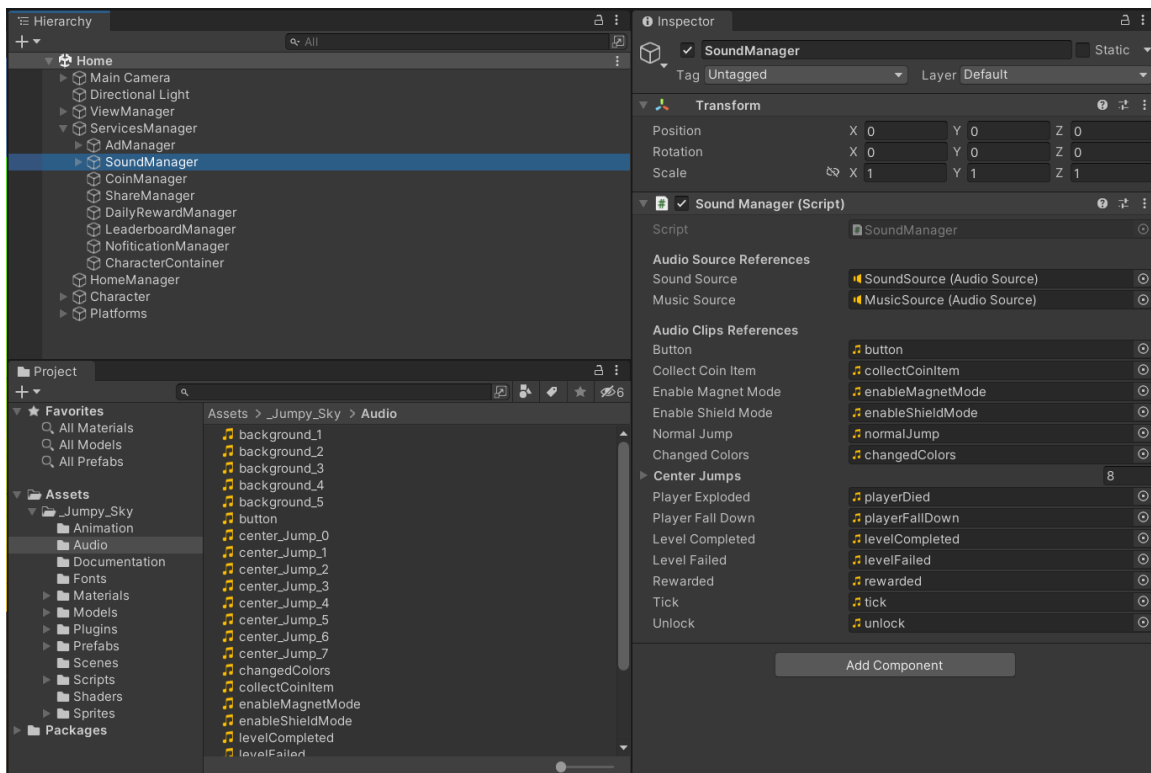 Hierarchy
All
Home
Main Camera
Directional Light
ViewManager
ServicesManager
AdManager
SoundManager
CoinManager
ShareManager
DailyRewardManager
LeaderboardManager
NofiticationManager
CharacterContainer
HomeManager
Character
Platforms
Project
6
Favorites
All Materials
All Models
All Prefabs
Assets
_Jumpy_Sky
Animation
Audio
Documentation
Fonts
Materials
Models
Plugins
Prefabs
Scenes
Scripts
Shaders
Sprites
Packages
Assets > _Jumpy_Sky > Audio
background_1
background_2
background_3
background_4
background_5
button
center_Jump_0
center_Jump_1
center_Jump_2
center_Jump_3
center_Jump_4
center_Jump_5
center_Jump_6
center_Jump_7
changedColors
collectCoinItem
enableMagnetMode
enableShieldMode
levelCompleted
levelFailed
Inspector
SoundManager Static
Tag Untagged Layer Default
Transform
Position X 0 Y 0 Z 0
Rotation X 0 Y 0 Z 0
Scale X 1 Y 1 Z 1
# Sound Manager (Script)
Script # SoundManager
Audio Source References
Sound Source SoundSource (Audio Source)
Music Source MusicSource (Audio Source)
Audio Clips References
Button button
Collect Coin Item collectCoinItem
Enable Magnet Mode enableMagnetMode
Enable Shield Mode enableShieldMode
Normal Jump normalJump
Changed Colors changedColors
Center Jumps 8
Player Exploded playerDied
Player Fall Down playerFallDown
Level Completed levelCompleted
Level Failed levelFailed
Rewarded rewarded
Tick tick
Unlock unlock
Add Component